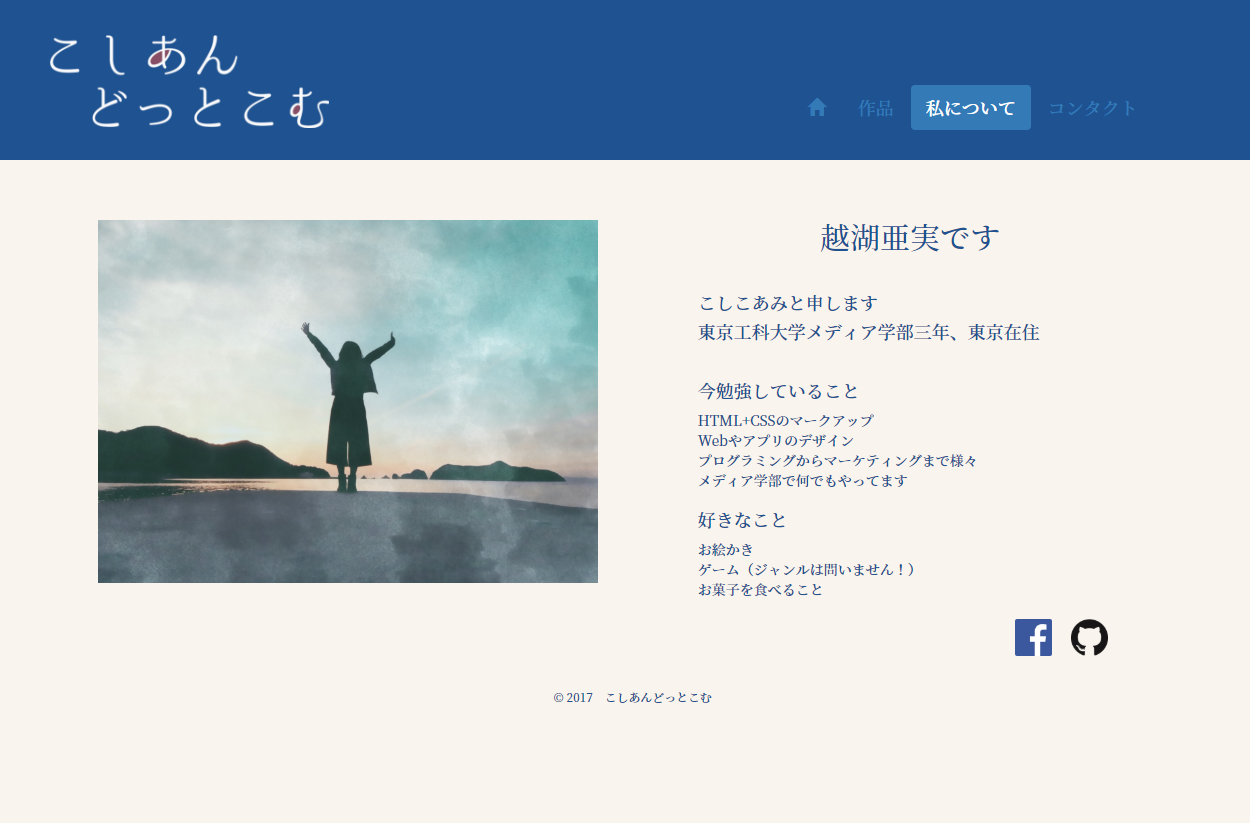 こしあん
どっとこむ
作品
私について
コンタクト
越湖亜実です
こしこあみと申します
東京工科大学メディア学部三年、東京在住
今勉強していること
HTML+CSSのマークアップ
Webやアプリのデザイン
プログラミングからマーケティングまで様々
メディア学部で何でもやってます
好きなこと
お絵かき
ゲーム（ジャンルは問いません！）
お菓子を食べること
© 2017　こしあんどっとこむ